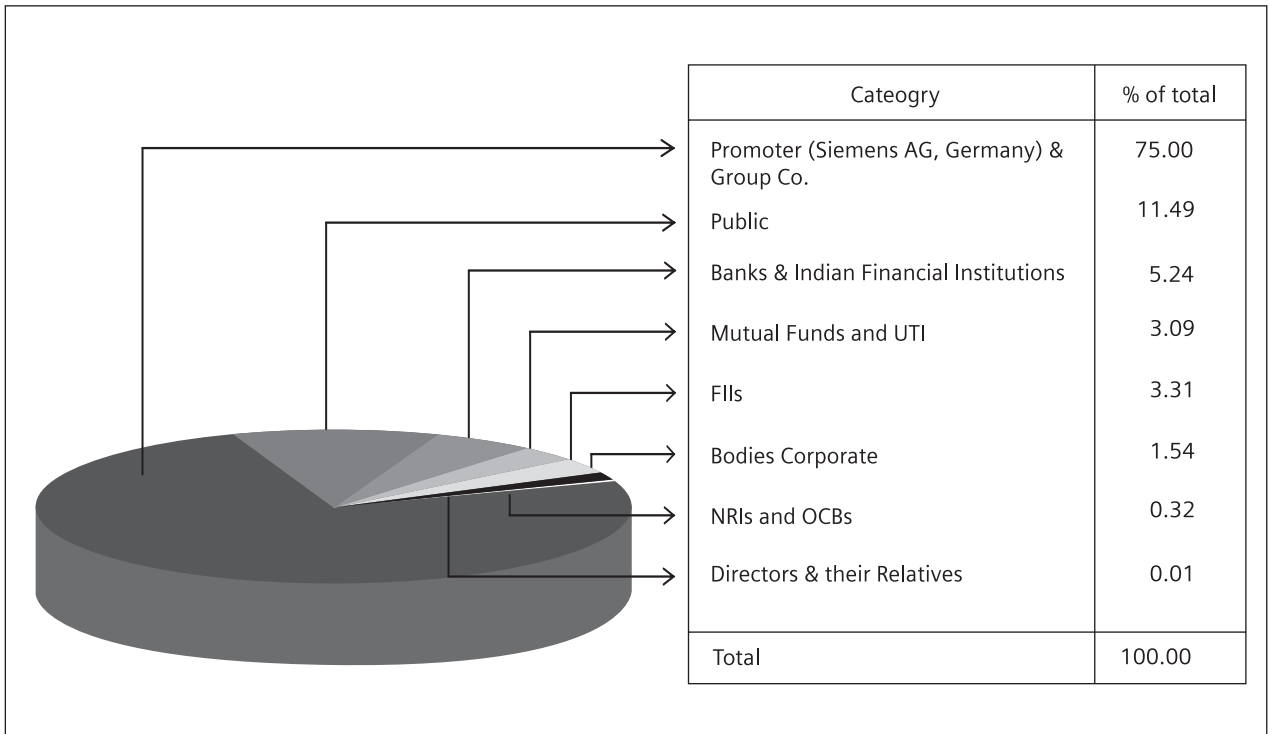 Cateogry % of total
Promoter (Siemens AG, Germany) & 75.00
Group Co.
Public 11.49
Banks & Indian Financial Institutions 5.24
Mutual Funds and UTI 3.09
FIIs 3.31
Bodies Corporate 1.54
NRIs and OCBs 0.32
Directors & their Relatives 0.01
Total 100.00